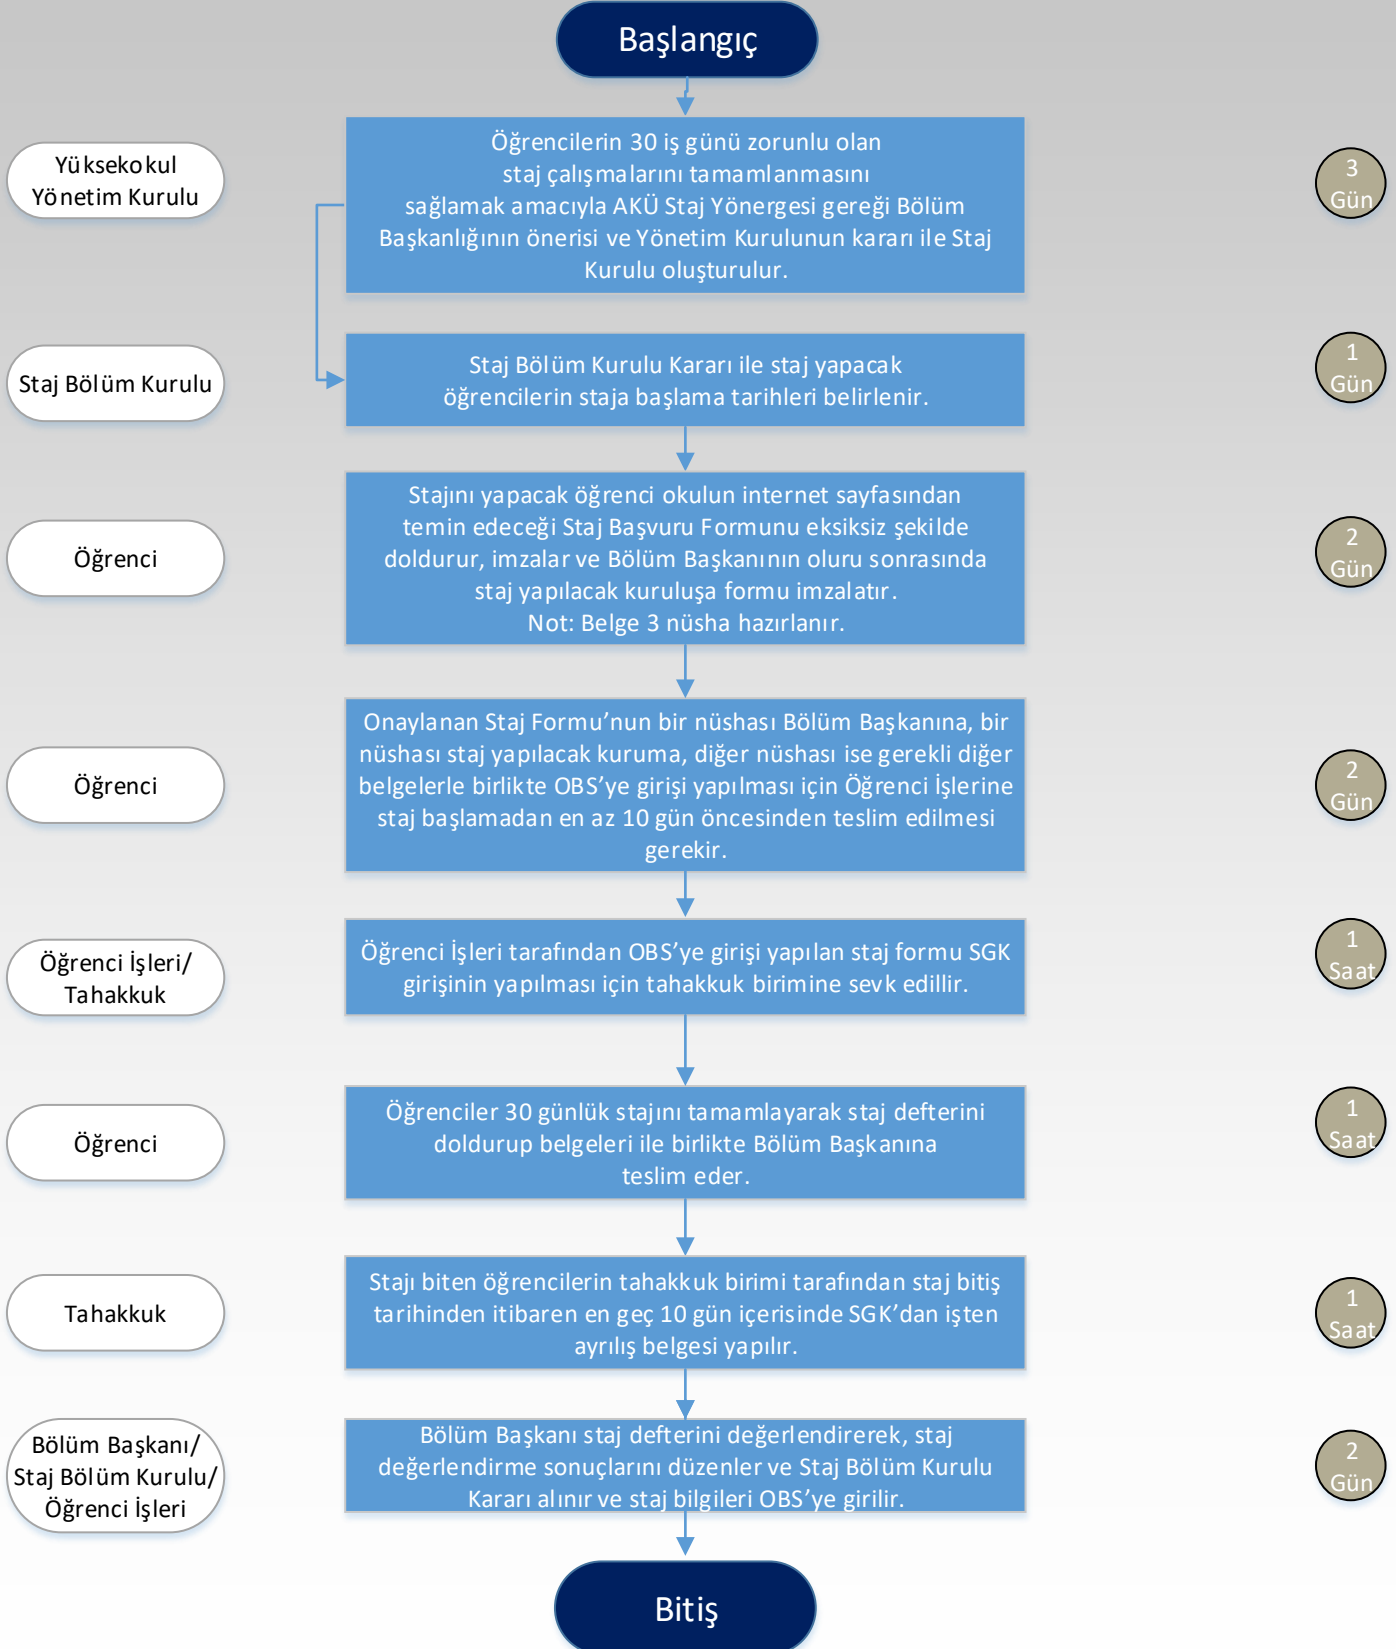 Başlangıç
Yüksekokul
Yönetim Kurulu
Öğrencilerin 30 iş günü zorunlu olan
staj çalışmalarını tamamlanmasını
sağlamak amacıyla AKÜ Staj Yönergesi gereği Bölüm
Başkanlığının önerisi ve Yönetim Kurulunun kararı ile Staj
Kurulu oluşturulur.
3
Gün
Staj Bölüm Kurulu
Staj Bölüm Kurulu Kararı ile staj yapacak
öğrencilerin staja başlama tarihleri belirlenir.
1
Gün
Öğrenci
Stajını yapacak öğrenci okulun internet sayfasından
temin edeceği Staj Başvuru Formunu eksiksiz şekilde
doldurur, imzalar ve Bölüm Başkanının oluru sonrasında
staj yapılacak kuruluşa formu imzalatır.
Not: Belge 3 nüsha hazırlanır.
2
Gün
Öğrenci
Onaylanan Staj Formu’nun bir nüshası Bölüm Başkanına, bir
nüshası staj yapılacak kuruma, diğer nüshası ise gerekli diğer
belgelerle birlikte OBS’ye girişi yapılması için Öğrenci İşlerine
staj başlamadan en az 10 gün öncesinden teslim edilmesi
gerekir.
2
Gün
Öğrenci İşleri/
Tahakkuk
Öğrenci İşleri tarafından OBS’ye girişi yapılan staj formu SGK
girişinin yapılması için tahakkuk birimine sevk edillir.
1
Saat
Öğrenci
Öğrenciler 30 günlük stajını tamamlayarak staj defterini
doldurup belgeleri ile birlikte Bölüm Başkanına
teslim eder.
1
Saat
Tahakkuk
Stajı biten öğrencilerin tahakkuk birimi tarafından staj bitiş
tarihinden itibaren en geç 10 gün içerisinde SGK’dan işten
ayrılış belgesi yapılır.
1
Saat
Bölüm Başkanı/
Staj Bölüm Kurulu/
Öğrenci İşleri
Bölüm Başkanı staj defterini değerlendirerek, staj
değerlendirme sonuçlarını düzenler ve Staj Bölüm Kurulu
Kararı alınır ve staj bilgileri OBS’ye girilir.
2
Gün
Bitiş